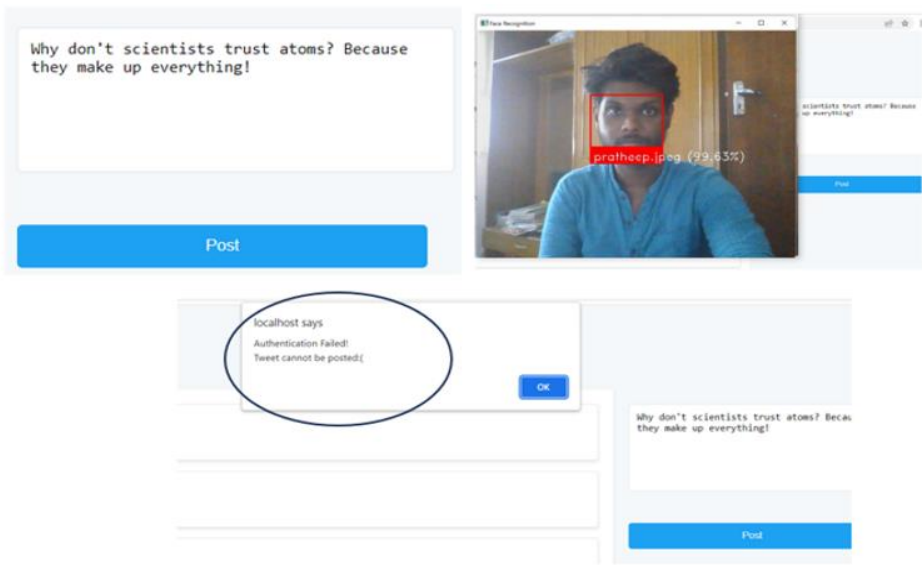 Why don't scientists trust atoms? Because
they make up everything!
Post
Face Recognition
pratheep.jpeg (99.63%)
scientists trust atoms? Because
up everything!
Post
localhost says
Authentication Failed!
Tweet cannot be posted:(
OK
Why don't scientists trust atoms? Becau
they make up everything!
Post